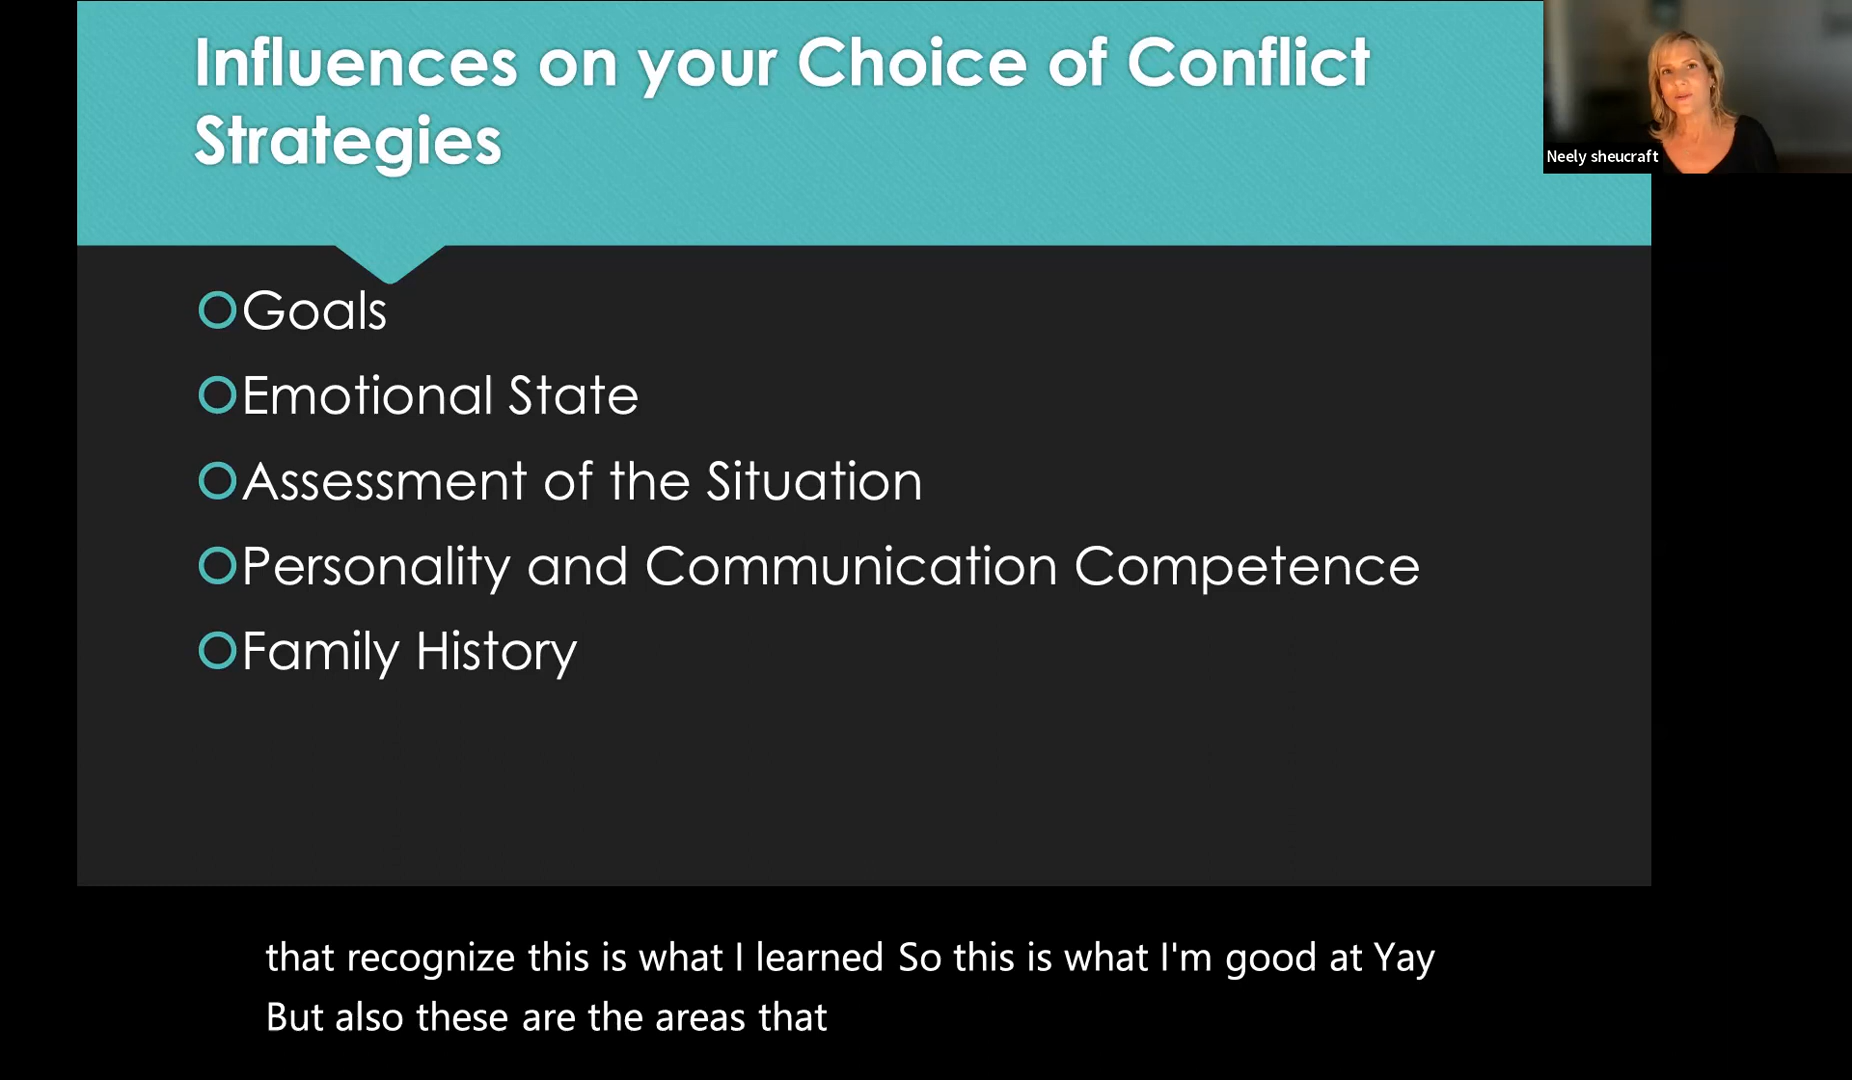 Influences on your Choice of Conflict
Strategies
Neely sheucraft
Goals
Emotional State
Assessment of the Situation
Personality and Communication Competence
Family History
that recognize this is what I learned So this is what I'm good at Yay
But also these are the areas that